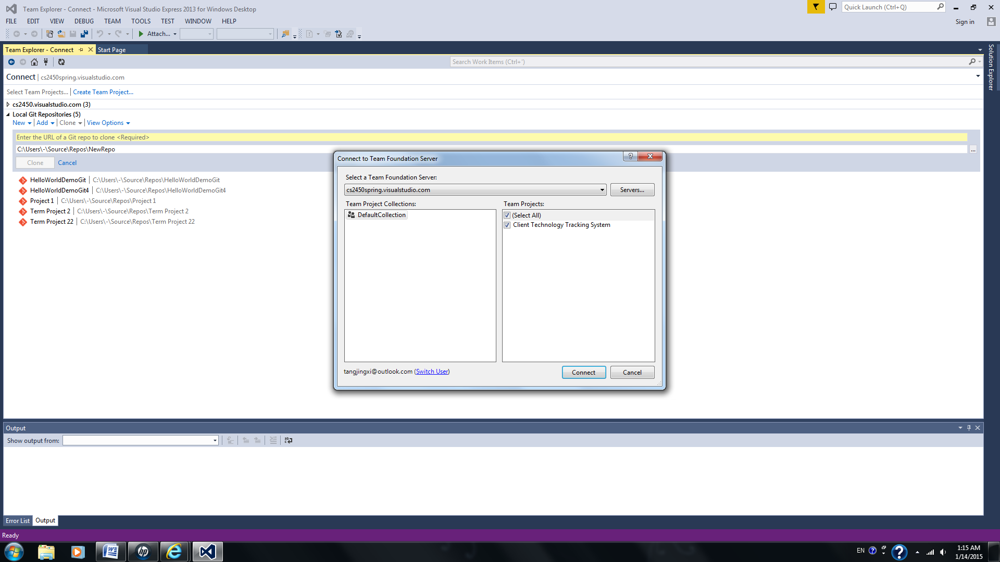 Team Explorer - Connect - Microsoft Visual Studio Express 2013 for Windows Desktop
Quick Launch (Ctrl+Q)
FILE EDIT VIEW DEBUG TEAM TOOLS TEST WINDOW HELP
Sign in
Attach...
Team Explorer - Connect
Start Page
Solution Explorer
Search Work Items (Ctrl+')
Connect | cs2450spring.visualstudio.com
Select Team Projects... | Create Team Project...
cs2450.visualstudio.com (3)
Local Git Repositories (5)
New | Add | Clone | View Options
Enter the URL of a Git repo to clone <Required>
C:\Users\-\Source\Repos\NewRepo
...
Clone Cancel
HelloWorldDemoGit | C:\Users\-\Source\Repos\HelloWorldDemoGit
HelloWorldDemoGit4 | C:\Users\-\Source\Repos\HelloWorldDemoGit4
Project 1 | C:\Users\-\Source\Repos\Project 1
Term Project 2 | C:\Users\-\Source\Repos\Term Project 2
Term Project 22 | C:\Users\-\Source\Repos\Term Project 22
Connect to Team Foundation Server
Select a Team Foundation Server:
cs2450spring.visualstudio.com
Servers...
Team Project Collections:
DefaultCollection
Team Projects:
(Select All)
Client Technology Tracking System
tangjingxi@outlook.com (Switch User)
Connect
Cancel
Output
Show output from:
Error List
Output
Ready
EN
1:15 AM
1/14/2015